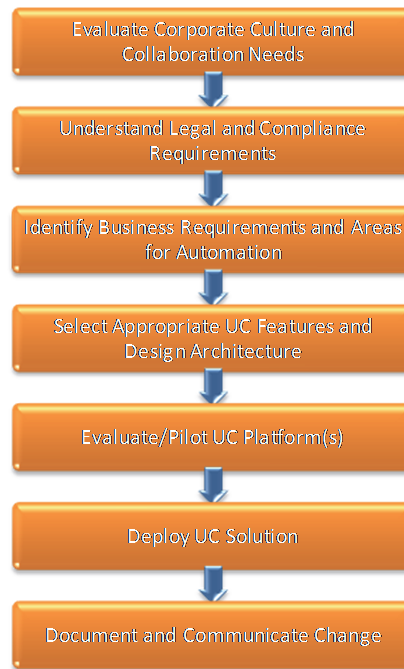 Evaluate Corporate Culture and
Collaboration Needs
Understand Legal and Compliance
Requirements
Identify Business Requirements and Areas
for Automation
Select Appropriate UC Features and
Design Architecture
Evaluate/Pilot UC Platform(s)
Deploy UC Solution
Document and Communicate Change